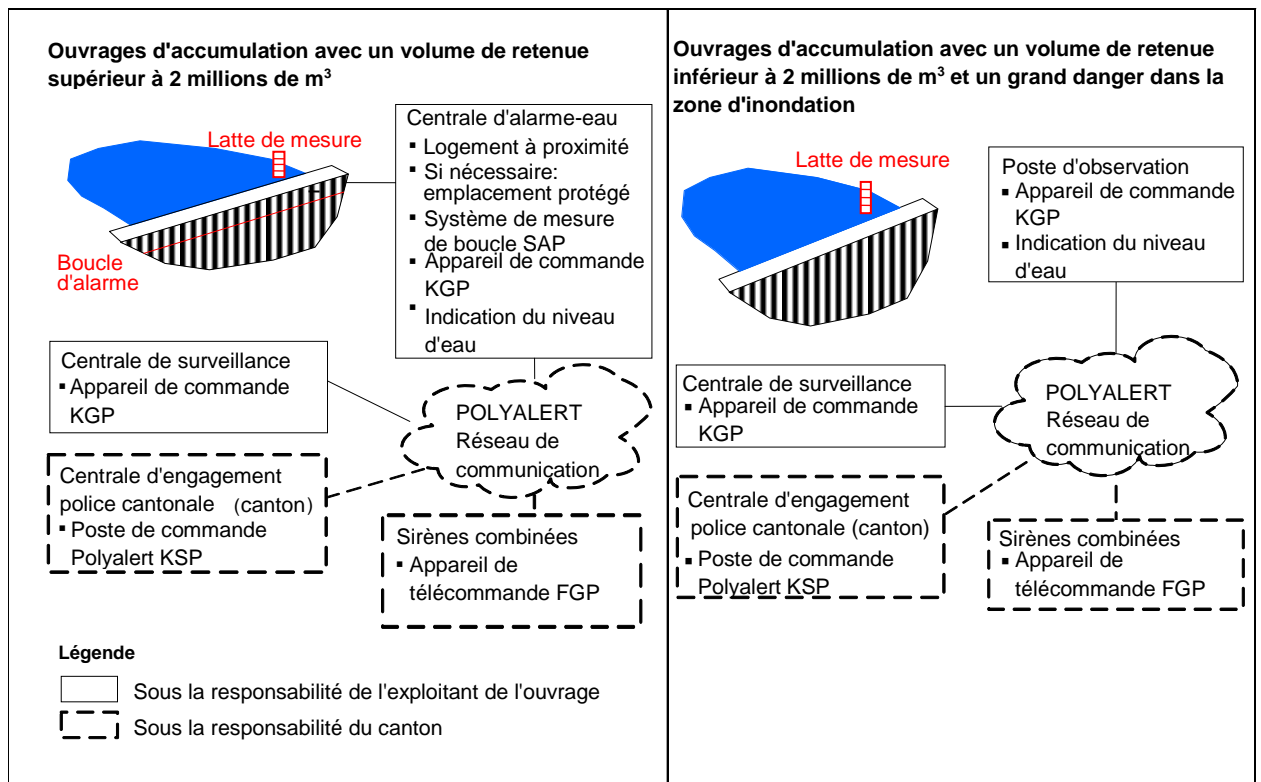 Ouvrages d'accumulation avec un volume de retenue
supérieur à 2 millions de m³
Latte de mesure
Boucle
d'alarme
Centrale d'alarme-eau
▪ Logement à proximité
▪ Si nécessaire:
emplacement protégé
▪ Système de mesure
de boucle SAP
▪ Appareil de commande
KGP
▪ Indication du niveau
d'eau
Centrale de surveillance
▪ Appareil de commande
KGP
POLYALERT
Réseau de
communication
Centrale d'engagement
police cantonale (canton)
▪ Poste de commande
Polyalert KSP
Sirènes combinées
▪ Appareil de
télécommande FGP
Légende
Sous la responsabilité de l'exploitant de l'ouvrage
Sous la responsabilité du canton
Ouvrages d'accumulation avec un volume de retenue
inférieur à 2 millions de m³ et un grand danger dans la
zone d'inondation
Latte de mesure
Poste d'observation
▪ Appareil de commande
KGP
▪ Indication du niveau
d'eau
Centrale de surveillance
▪ Appareil de commande
KGP
POLYALERT
Réseau de
communication
Centrale d'engagement
police cantonale (canton)
▪ Poste de commande
Polyalert KSP
Sirènes combinées
▪ Appareil de
télécommande FGP